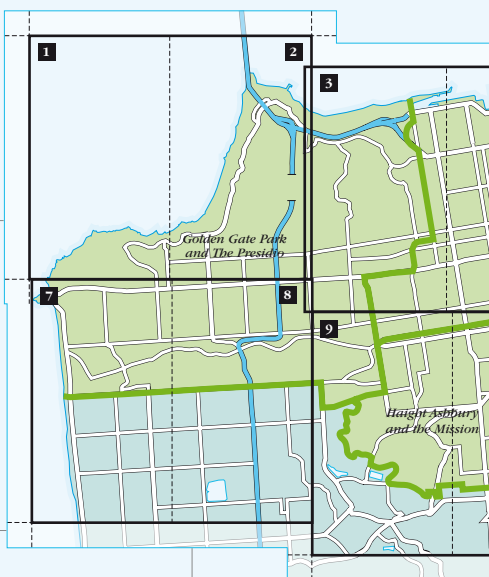 1
2
3
Golden Gate Park
and The Presidio
7
8
9
Haight Ashbury
and the Mission